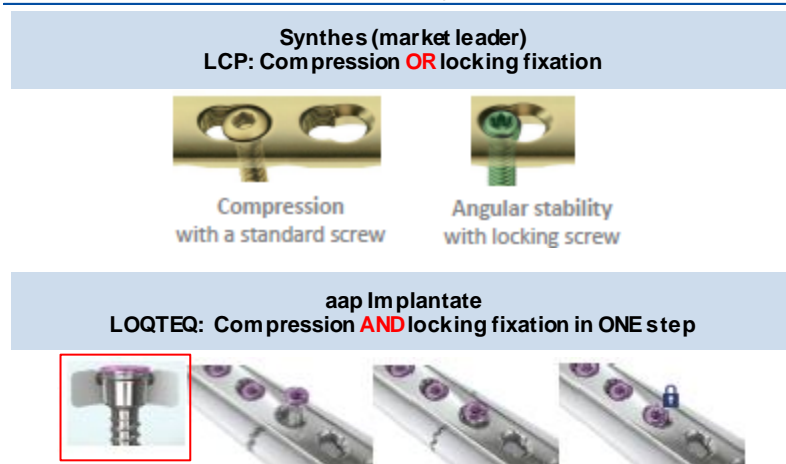 Synthes (market leader)
LCP: Compression OR locking fixation
Compression
with a standard screw
Angular stability
with locking screw
aap Implantate
LOQTEQ: Compression AND locking fixation in ONE step